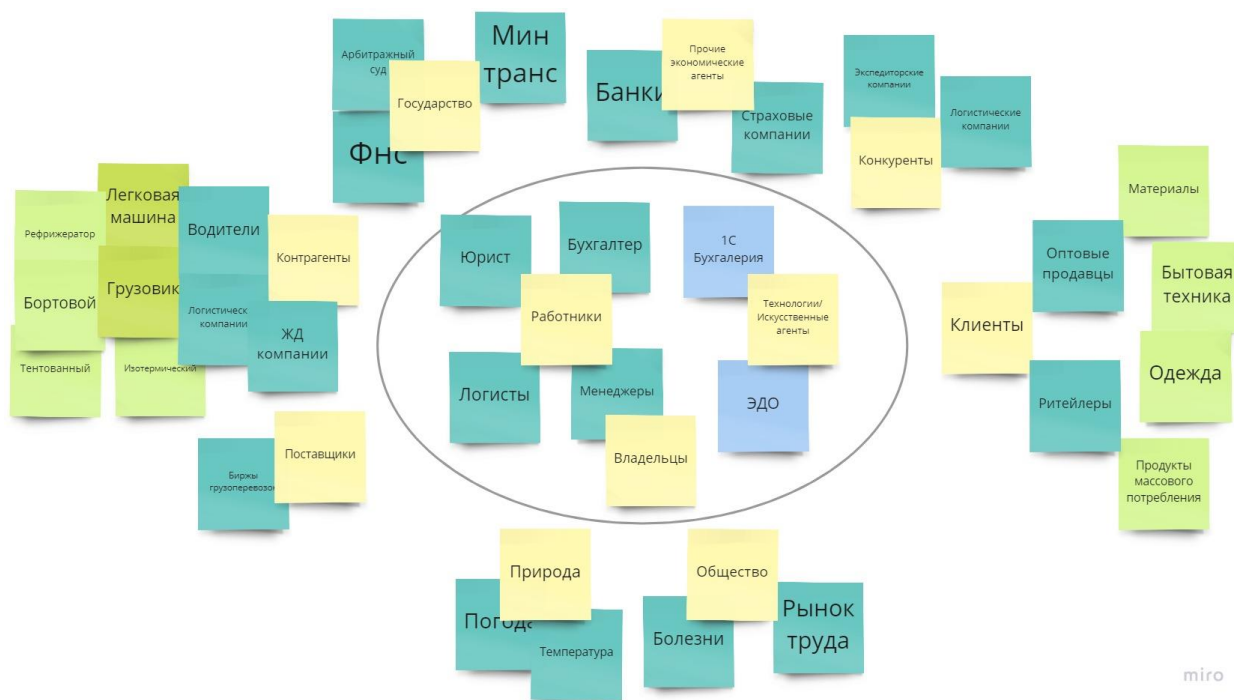 Арбитражный
суд
Мин
транс
Государство
Фнс
Прочие
экономические
агенты
Банки
Страховые
компании
Экспедиторские
компании
Логистические
компании
Конкуренты
Легковая
машина
Рефрижератор
Водители
Контрагенты
Бортовой
Грузовик
Логистическ
компании
ЖД
компании
Тентованный
Изотермический
Поставщики
Биржы
грузоперевозок
Юрист
Бухгалтер
1С
Бухгалерия
Работники
Технологии/
Искусственные
агенты
Логисты
Менеджеры
ЭДО
Владельцы
Материалы
Оптовые
продавцы
Бытовая
техника
Клиенты
Одежда
Ритейлеры
Продукты
массового
потребления
Природа
Погода
Температура
Общество
Болезни
Рынок
труда
miro